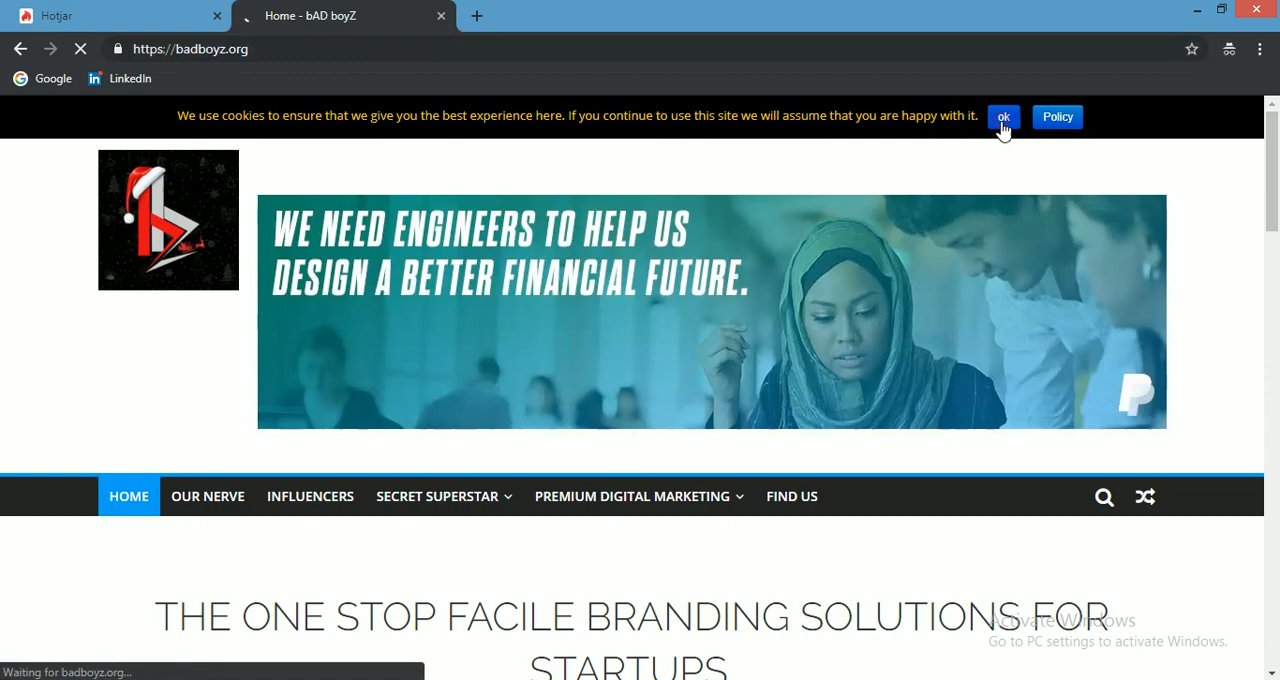 Hotjar
Home - bAD boyZ
https://badboyz.org
Google LinkedIn
We use cookies to ensure that we give you the best experience here. If you continue to use this site we will assume that you are happy with it. ok Policy
WE NEED ENGINEERS TO HELP US
DESIGN A BETTER FINANCIAL FUTURE.
HOME OUR NERVE INFLUENCERS SECRET SUPERSTAR PREMIUM DIGITAL MARKETING FIND US
THE ONE STOP FACILE BRANDING SOLUTIONS FOR
STARTUPS
Activate Windows
Go to PC settings to activate Windows.
Waiting for badboyz.org...